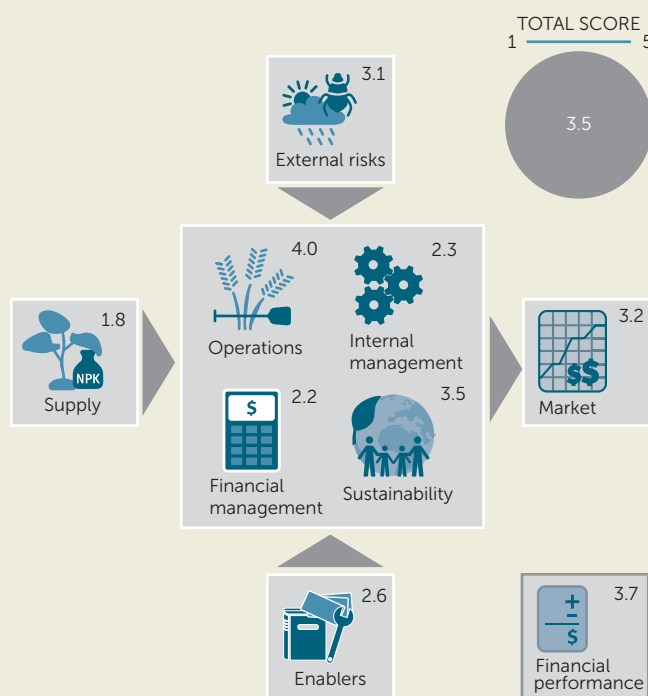 TOTAL SCORE
1 5
3.5
3.1
External risks
4.0
Operations
2.3
Internal
management
2.2
$
Financial
management
3.5
Sustainability
1.8
NPK
Supply
3.2
$$
Market
2.6
Enablers
3.7
+
-
$
Financial
performance